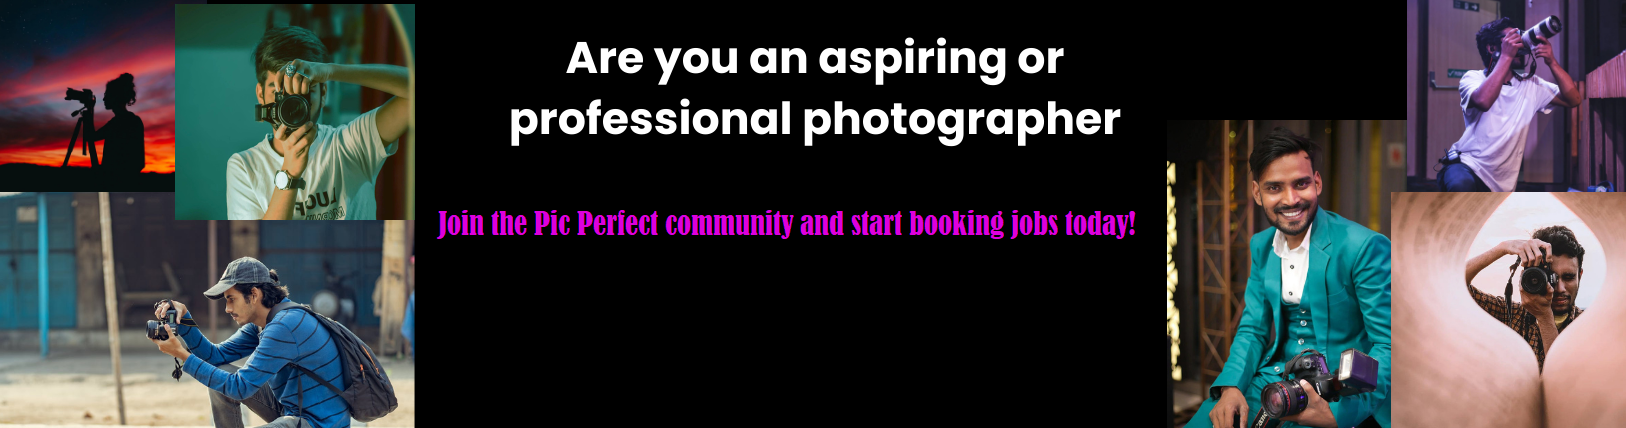 Are you an aspiring or
professional photographer
Join the Pic Perfect community and start booking jobs today!